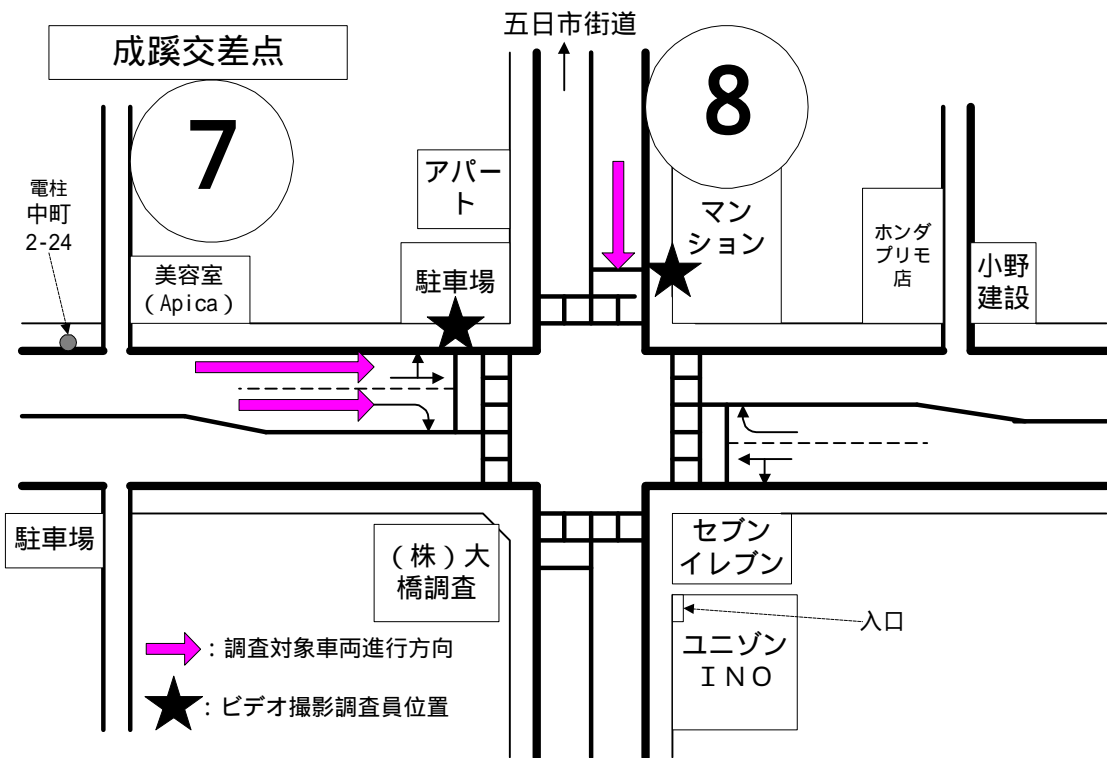 五日市街道
成蹊交差点
7
8
アパー
ト
電柱
中町
2-24
マン
ション
ホンダ
プリモ
店
美容室
（Apica）
駐車場
小野
建設
駐車場
（株）大
橋調査
セブン
イレブン
入口
ユニゾン
ＩＮＯ
：調査対象車両進行方向
：ビデオ撮影調査員位置